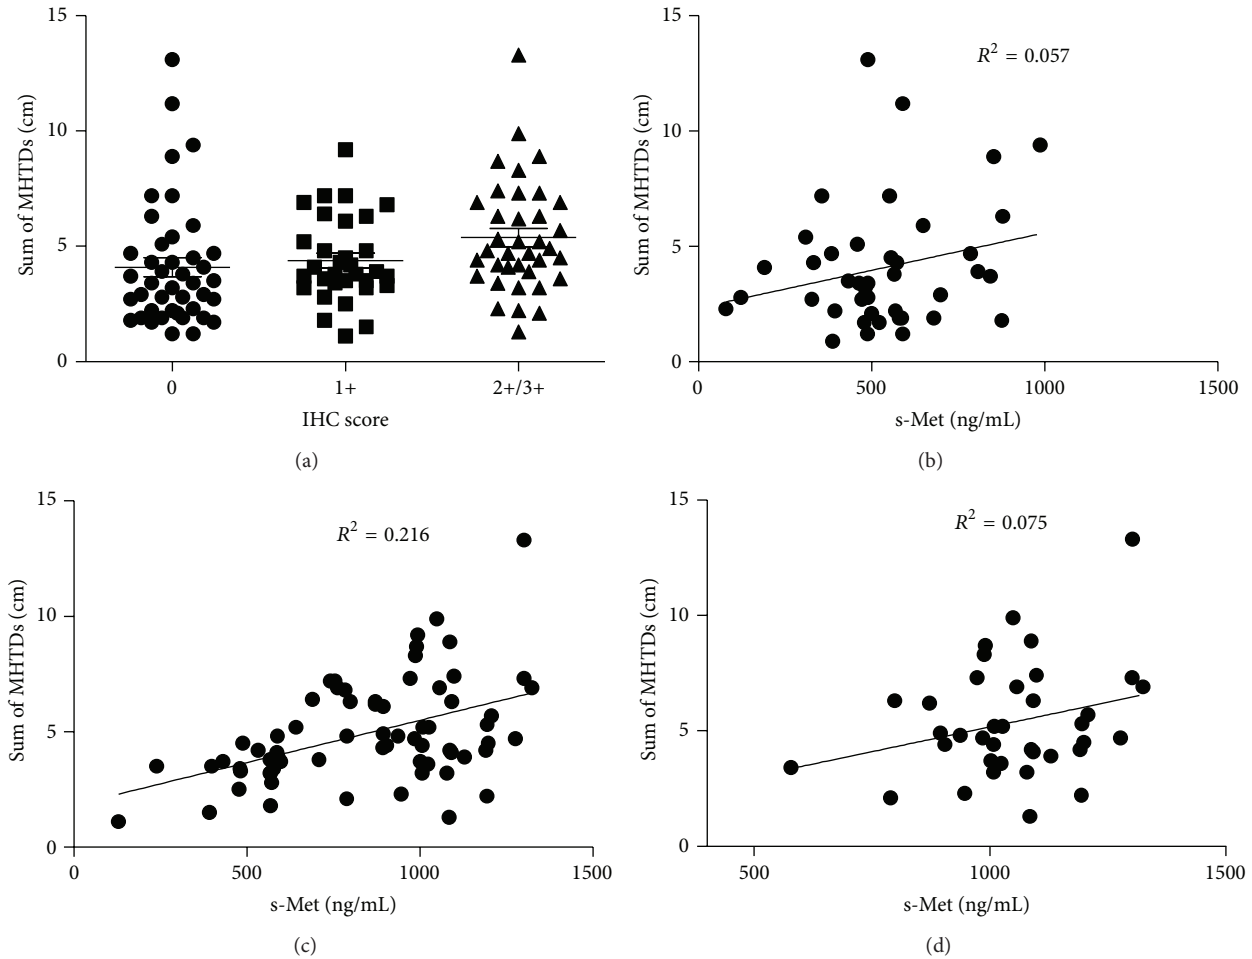 15
10
5
0
Sum of MHTDs (cm)
0
1+
2+/3+
IHC score
(a)
15
10
5
0
Sum of MHTDs (cm)
R² = 0.057
0
500
1000
1500
s-Met (ng/mL)
(b)
15
10
5
0
Sum of MHTDs (cm)
R² = 0.216
0
500
1000
1500
s-Met (ng/mL)
(c)
15
10
5
0
Sum of MHTDs (cm)
R² = 0.075
500
1000
1500
s-Met (ng/mL)
(d)